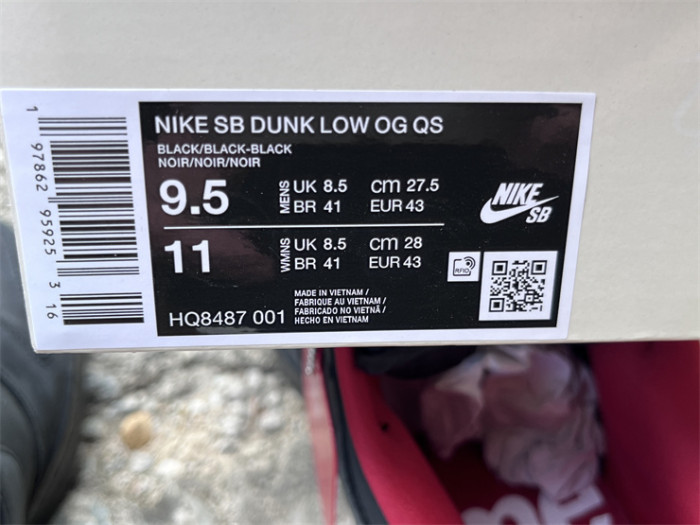 1 97862 95925 3 16
NIKE SB DUNK LOW OG QS
BLACK/BLACK-BLACK
NOIR/NOIR/NOIR
9.5 MENS UK 8.5 cm 27.5
BR 41 EUR 43
11 WMNS UK 8.5 cm 28
BR 41 EUR 43
NIKE
SB
RFID
HQ8487 001
MADE IN VIETNAM /
FABRIQUE AU VIETNAM /
FABRICADO NO VIETNÃ /
HECHO EN VIETNAM